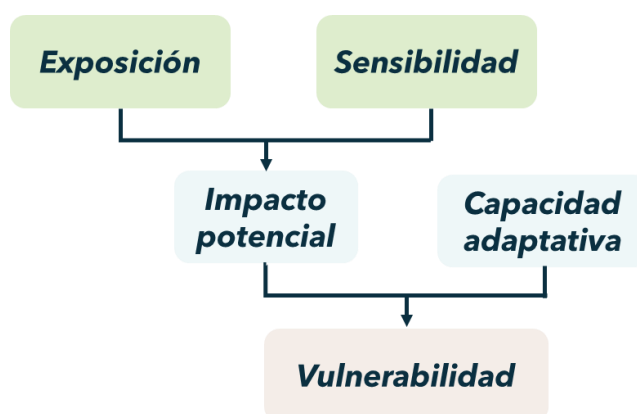 Exposición
Sensibilidad
Impacto
potencial
Capacidad
adaptativa
Vulnerabilidad